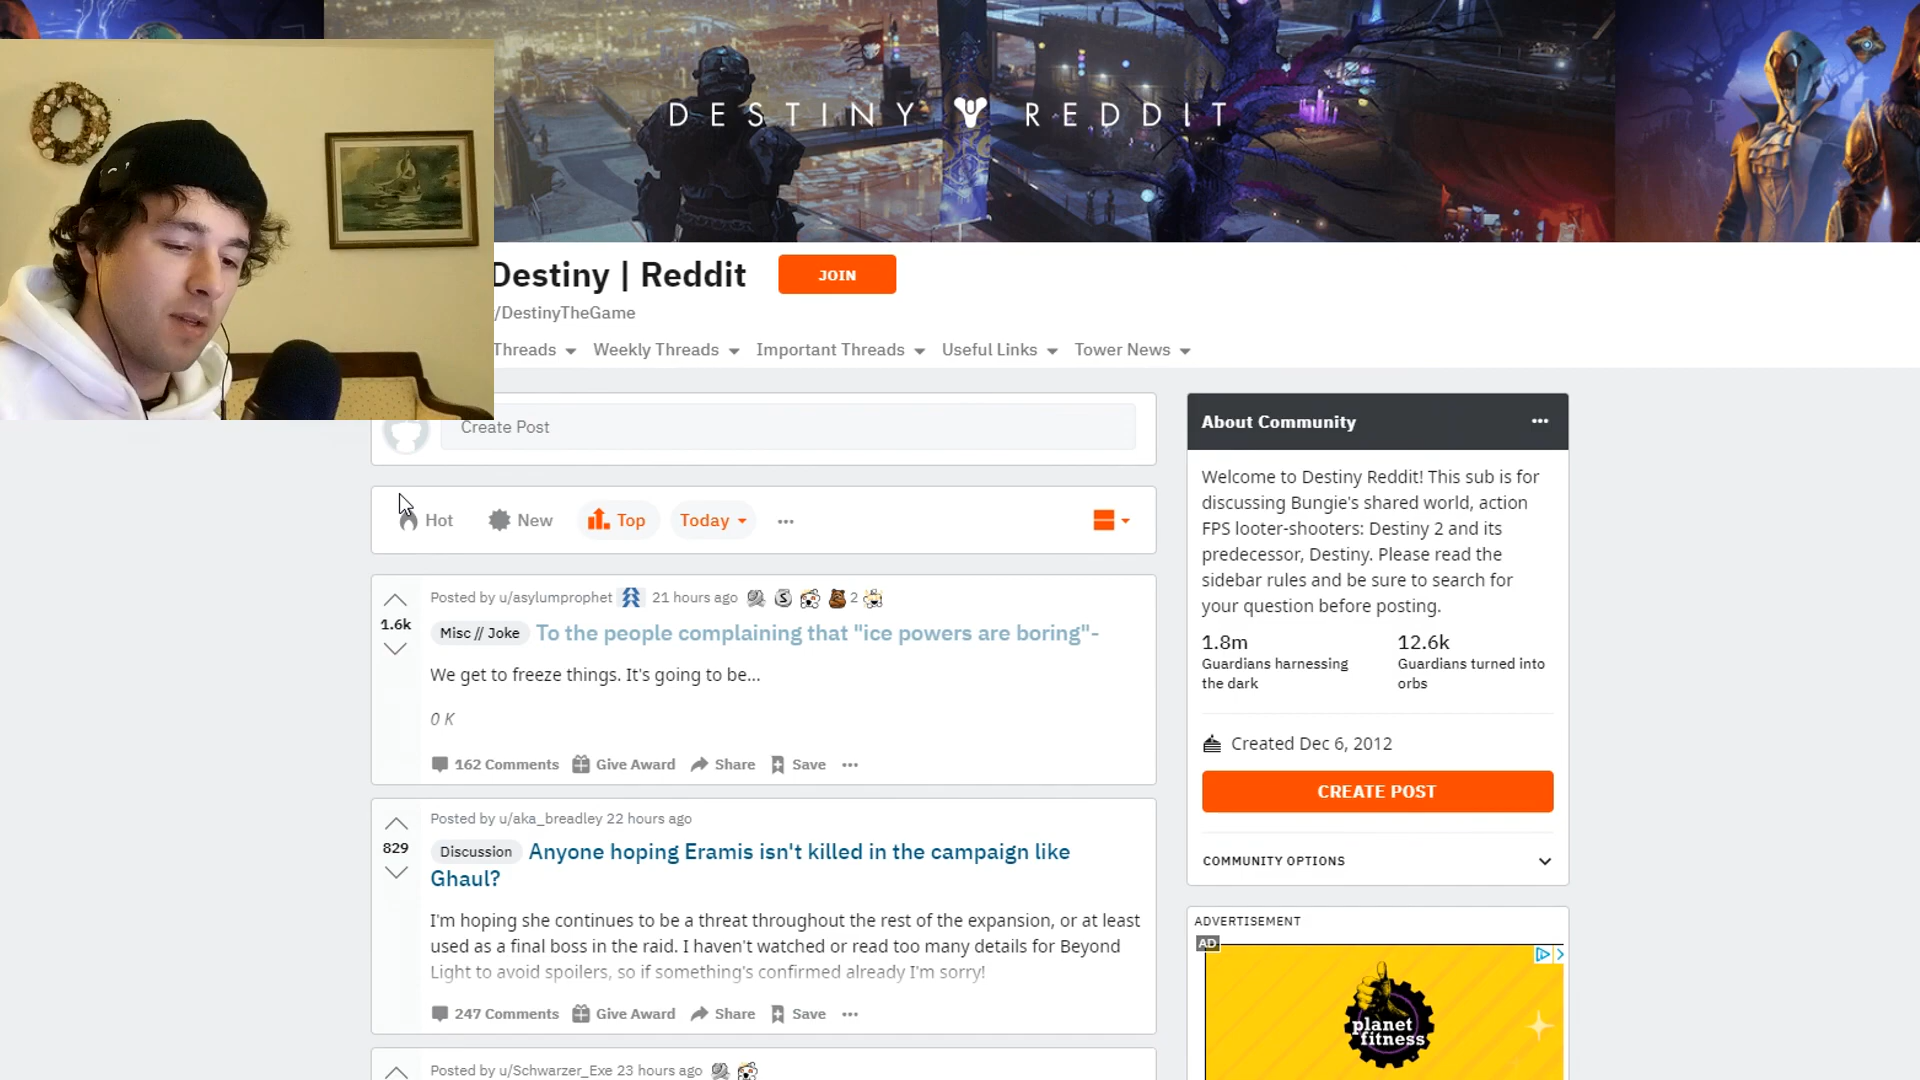 DESTINY REDDIT
Destiny | Reddit
JOIN
/DestinyTheGame
Threads
Weekly Threads
Important Threads
Useful Links
Tower News
Create Post
Hot
New
Top
Today
Posted by u/asylumprophet 21 hours ago 2
1.6k
Misc // Joke To the people complaining that "ice powers are boring"-
We get to freeze things. It's going to be...
0 K
162 Comments Give Award Share Save
Posted by u/aka_breadley 22 hours ago
829
Discussion Anyone hoping Eramis isn't killed in the campaign like
Ghaul?
I'm hoping she continues to be a threat throughout the rest of the expansion, or at least
used as a final boss in the raid. I haven't watched or read too many details for Beyond
Light to avoid spoilers, so if something's confirmed already I'm sorry!
247 Comments Give Award Share Save
Posted by u/Schwarzer_Exe 23 hours ago
About Community
Welcome to Destiny Reddit! This sub is for
discussing Bungie's shared world, action
FPS looter-shooters: Destiny 2 and its
predecessor, Destiny. Please read the
sidebar rules and be sure to search for
your question before posting.
1.8m 12.6k
Guardians harnessing Guardians turned into
the dark orbs
Created Dec 6, 2012
CREATE POST
COMMUNITY OPTIONS
ADVERTISEMENT
AD
planet
fitness